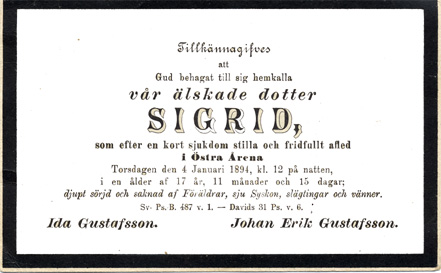 Tillkännagifves
att
Gud behagat till sig hemkalla
vår älskade dotter
SIGRID,
som efter en kort sjukdom stilla och fridfullt afled
i Östra Arena
Torsdagen den 4 Januari 1894, kl. 12 på natten,
i en ålder af 17 år, 11 månader och 15 dagar;
djupt sörjd och saknad af Föräldrar, sju Syskon, slägtingar och vänner.
Sv. Ps. B. 487 v. 1. — Davids 31 Ps. v. 6.
Ida Gustafsson. Johan Erik Gustafsson.